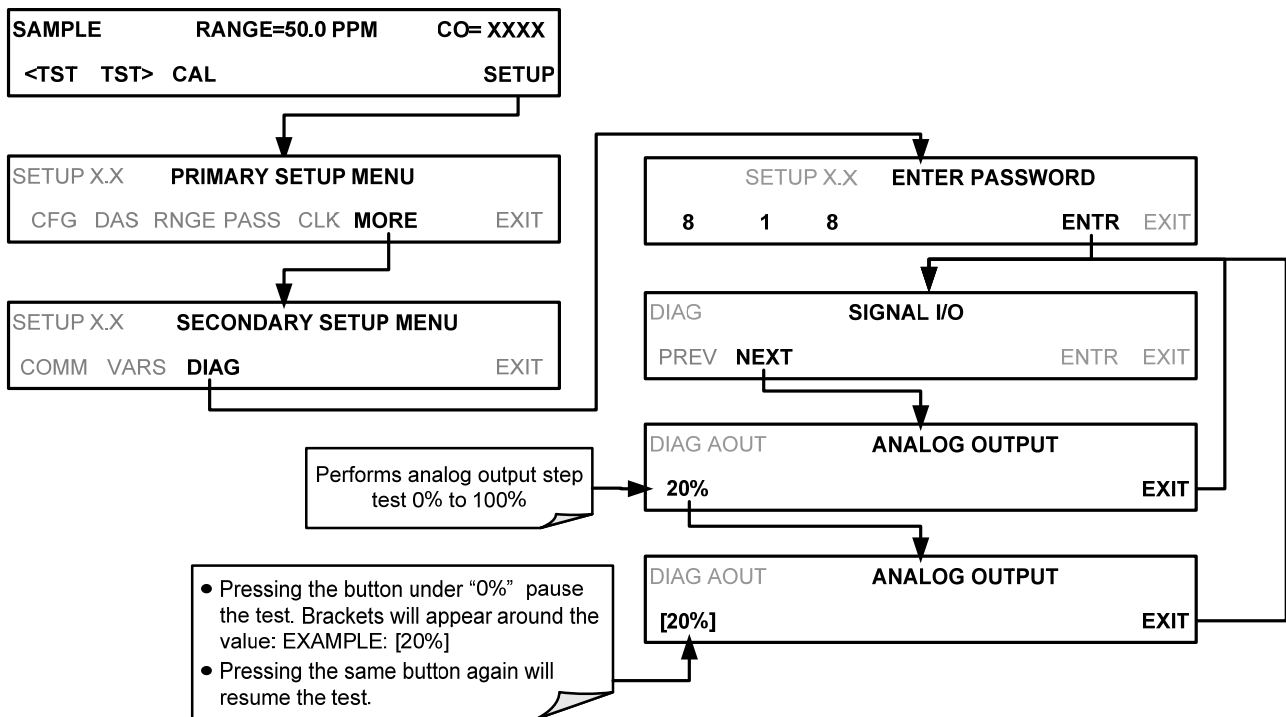 SAMPLE RANGE=50.0 PPM CO= XXXX
<TST TST> CAL SETUP
SETUP X.X PRIMARY SETUP MENU
CFG DAS RNGE PASS CLK MORE EXIT
SETUP X.X SECONDARY SETUP MENU
COMM VARS DIAG EXIT
SETUP X.X ENTER PASSWORD
8 1 8 ENTR EXIT
DIAG SIGNAL I/O
PREV NEXT ENTR EXIT
DIAG AOUT ANALOG OUTPUT
20% EXIT
Performs analog output step
test 0% to 100%
DIAG AOUT ANALOG OUTPUT
[20%] EXIT
• Pressing the button under “0%” pause
the test. Brackets will appear around the
value: EXAMPLE: [20%]
• Pressing the same button again will
resume the test.